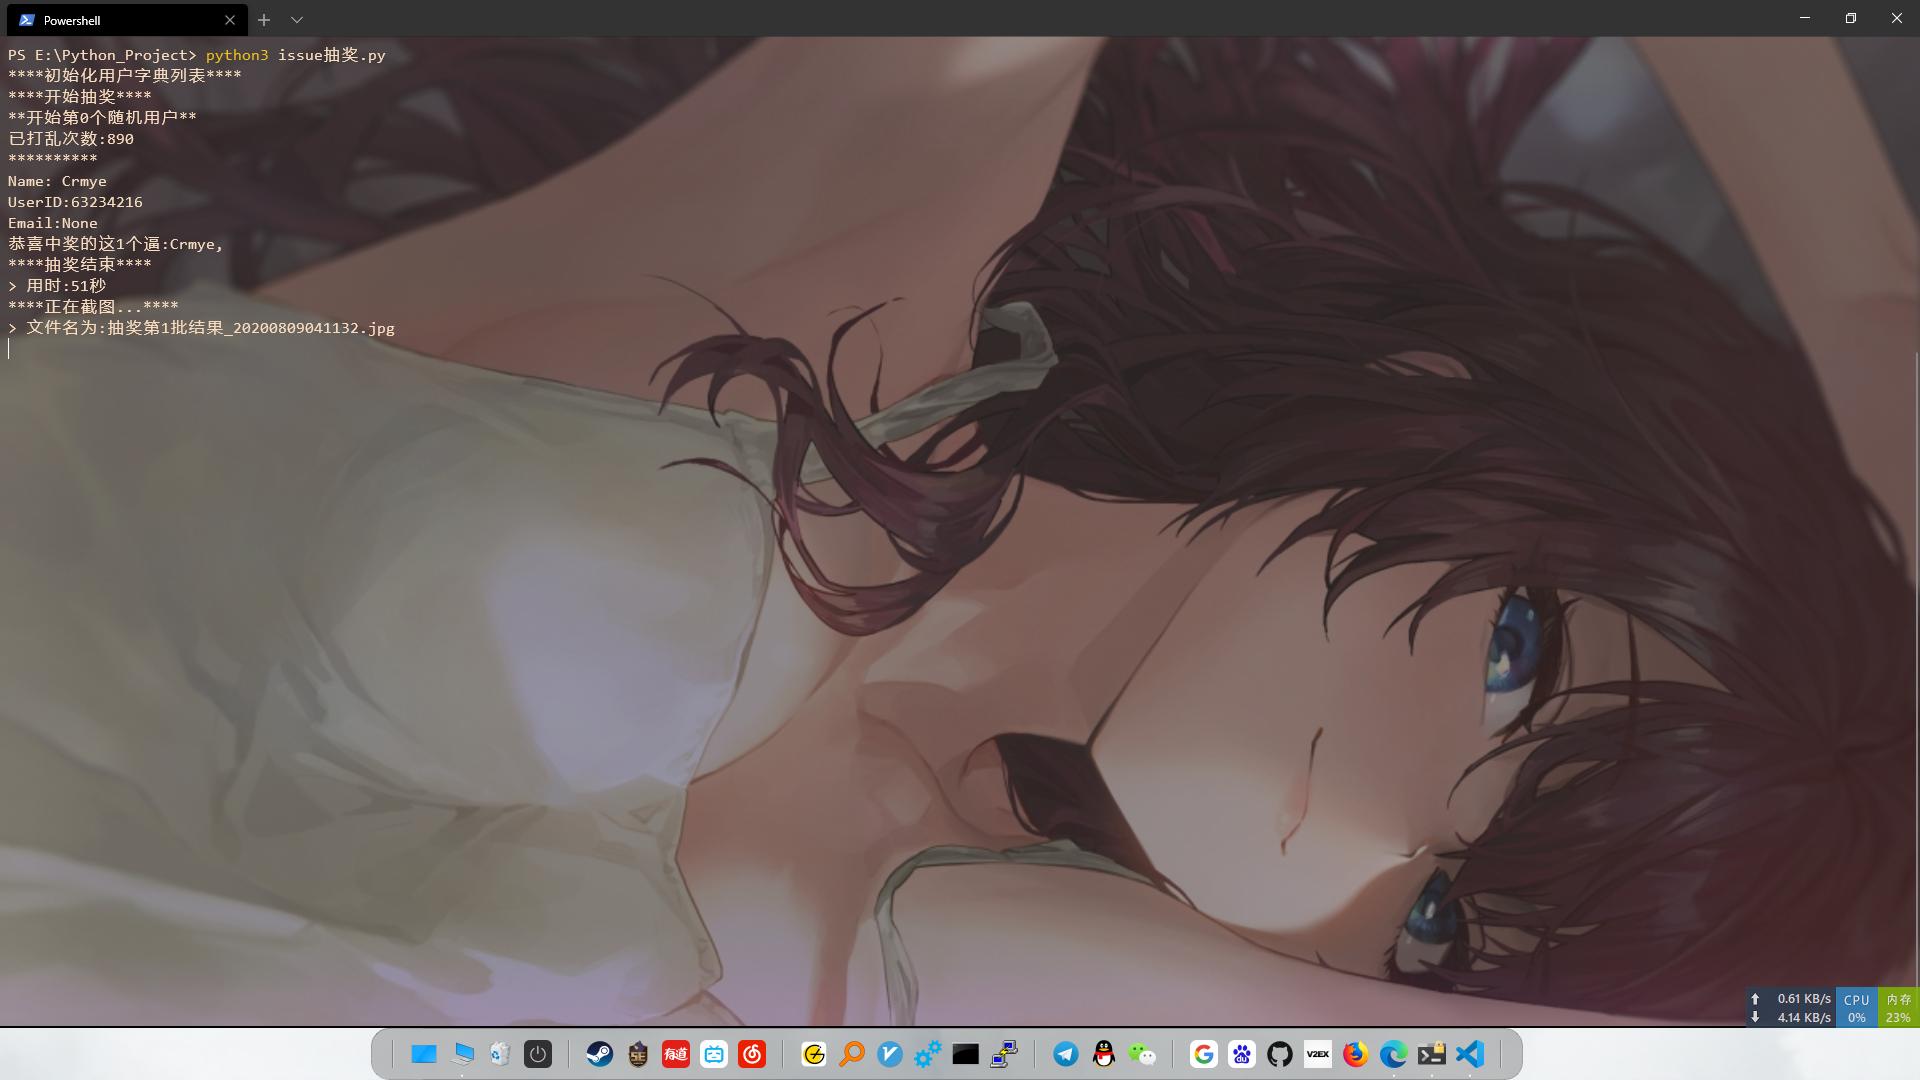 Powershell
PS E:\Python_Project> python3 issue抽奖.py
****初始化用户字典列表****
****开始抽奖****
**开始第0个随机用户**
已打乱次数:890
**********
Name: Crmye
UserID:63234216
Email:None
恭喜中奖的这1个逼:Crmye,
****抽奖结束****
> 用时:51秒
****正在截图...****
> 文件名为:抽奖第1批结果_20200809041132.jpg
0.61 KB/s CPU 内存
4.14 KB/s 0% 23%
SE 有道 du V2EX